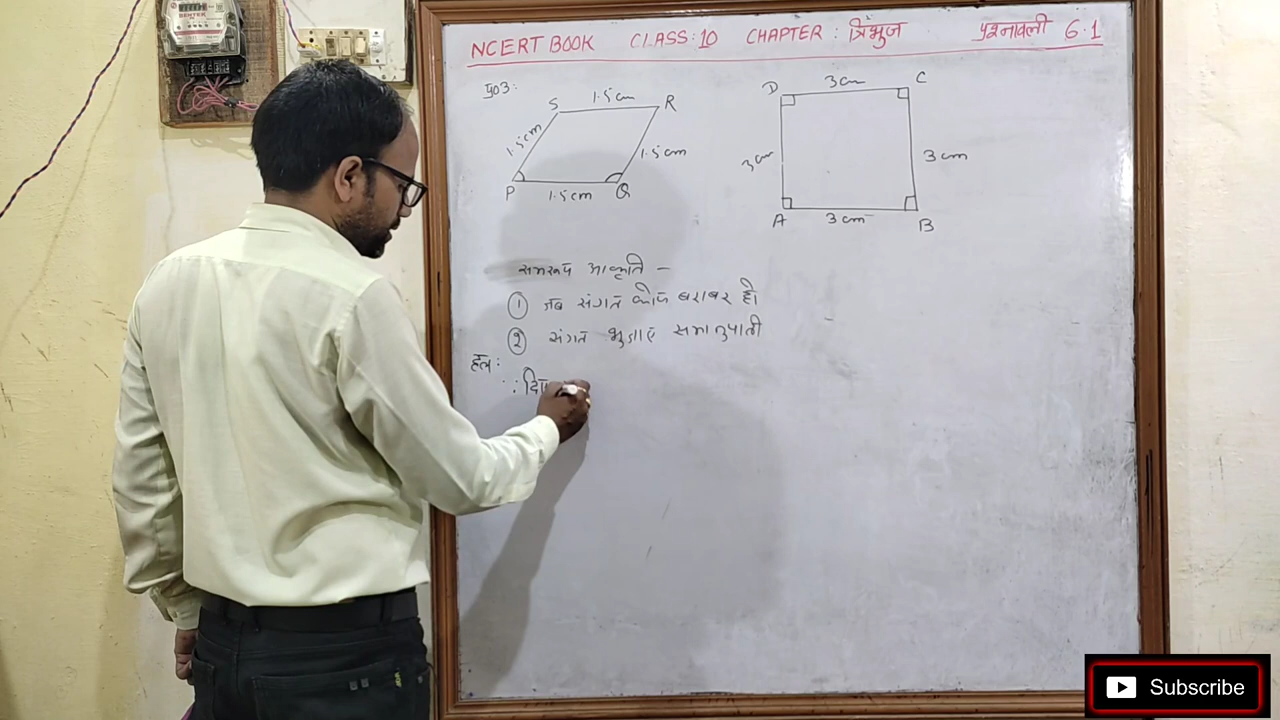 NCERT BOOK CLASS:10 CHAPTER : त्रिभुज प्रश्नावली 6.1
प्र03:
S 1.5cm R
1.5cm 1.5cm
P 1.5cm Q
D 3cm C
3cm 3cm
A 3cm B
समरूप आकृति -
① जब संगत कोण बराबर हो
② संगत भुजाएं समानुपाती
हल:
∵ दिया
Subscribe